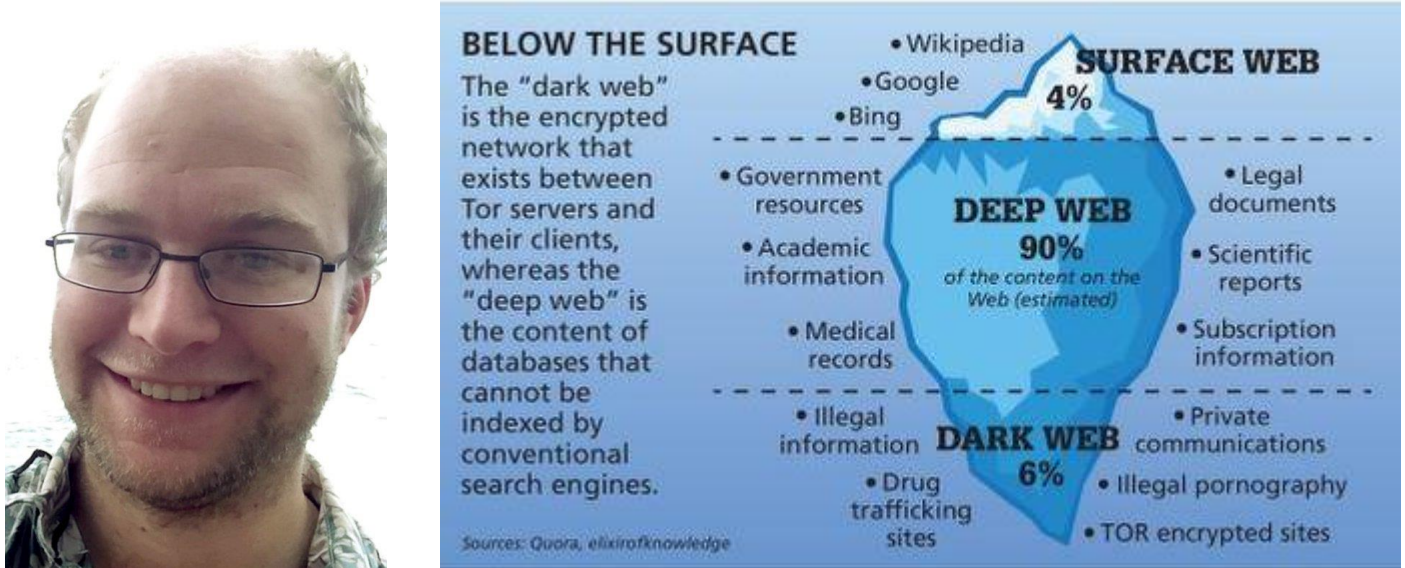 BELOW THE SURFACE
The "dark web"
is the encrypted
network that
exists between
Tor servers and
their clients,
whereas the
"deep web" is
the content of
databases that
cannot be
indexed by
conventional
search engines.
Sources: Quora, elixirofknowledge
• Wikipedia
• Google
• Bing
SURFACE WEB
4%
• Government
resources
• Academic
information
• Medical
records
DEEP WEB
90%
of the content on the
Web (estimated)
• Legal
documents
• Scientific
reports
• Subscription
information
• Illegal
information
• Drug
trafficking
sites
DARK WEB
6%
• Private
communications
• Illegal pornography
• TOR encrypted sites